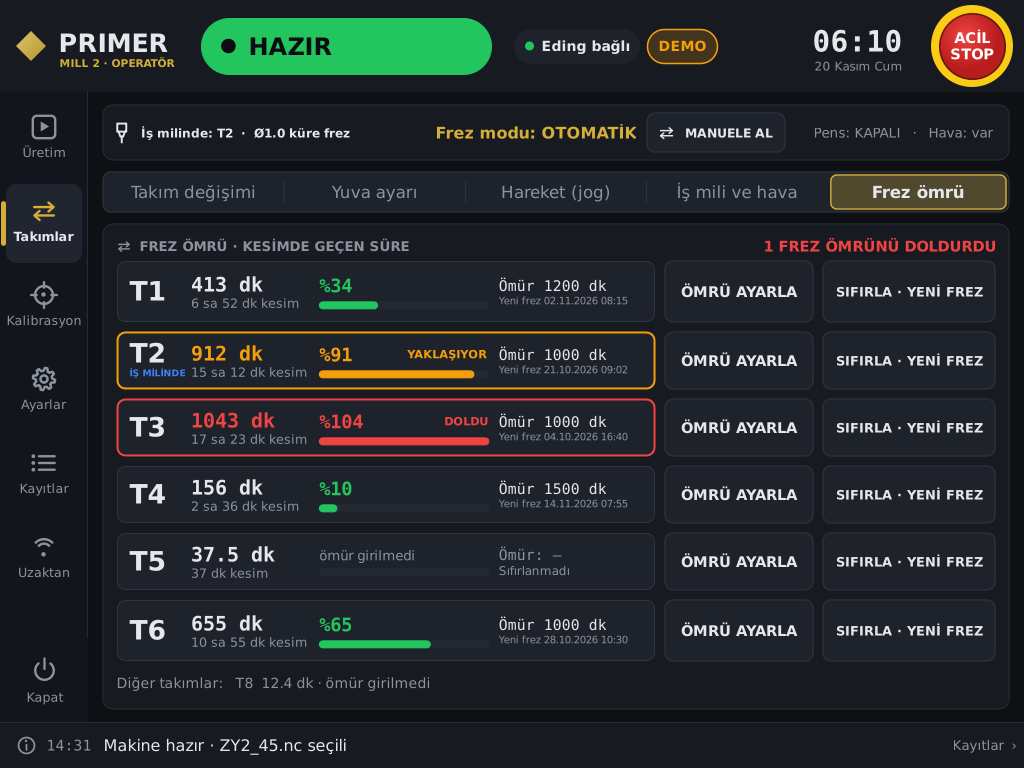 PRIMER
MILL 2 · OPERATÖR
HAZIR
Eding bağlı
DEMO
06:10
20 Kasım Cum
ACİL
STOP
Üretim
Takımlar
Kalibrasyon
Ayarlar
Kayıtlar
Uzaktan
Kapat
İş milinde: T2 · Ø1.0 küre frez
Frez modu: OTOMATİK
MANUELE AL
Pens: KAPALI · Hava: var
Takım değişimi
Yuva ayarı
Hareket (jog)
İş mili ve hava
Frez ömrü
FREZ ÖMRÜ · KESİMDE GEÇEN SÜRE
1 FREZ ÖMRÜNÜ DOLDURDU
T1
413 dk
6 sa 52 dk kesim
%34
Ömür 1200 dk
Yeni frez 02.11.2026 08:15
ÖMRÜ AYARLA
SIFIRLA · YENİ FREZ
T2
İŞ MİLİNDE
912 dk
15 sa 12 dk kesim
%91
YAKLAŞIYOR
Ömür 1000 dk
Yeni frez 21.10.2026 09:02
ÖMRÜ AYARLA
SIFIRLA · YENİ FREZ
T3
1043 dk
17 sa 23 dk kesim
%104
DOLDU
Ömür 1000 dk
Yeni frez 04.10.2026 16:40
ÖMRÜ AYARLA
SIFIRLA · YENİ FREZ
T4
156 dk
2 sa 36 dk kesim
%10
Ömür 1500 dk
Yeni frez 14.11.2026 07:55
ÖMRÜ AYARLA
SIFIRLA · YENİ FREZ
T5
37.5 dk
37 dk kesim
ömür girilmedi
Ömür: —
Sıfırlanmadı
ÖMRÜ AYARLA
SIFIRLA · YENİ FREZ
T6
655 dk
10 sa 55 dk kesim
%65
Ömür 1000 dk
Yeni frez 28.10.2026 10:30
ÖMRÜ AYARLA
SIFIRLA · YENİ FREZ
Diğer takımlar: T8 12.4 dk · ömür girilmedi
14:31 Makine hazır · ZY2_45.nc seçili
Kayıtlar ›